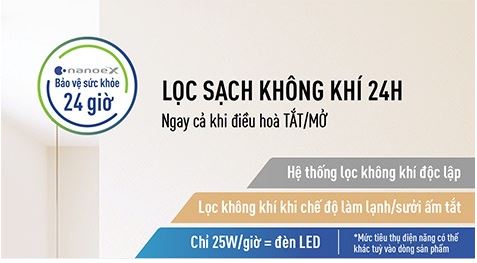 nanoeX
Bảo vệ sức khỏe
24 giờ
LỌC SẠCH KHÔNG KHÍ 24H
Ngay cả khi điều hoà TẮT/MỞ
Hệ thống lọc không khí độc lập
Lọc không khí khi chế độ làm lạnh/sưởi ấm tắt
Chỉ 25W/giờ = đèn LED
*Mức tiêu thụ điện năng có thể
khác tuỳ vào dòng sản phẩm